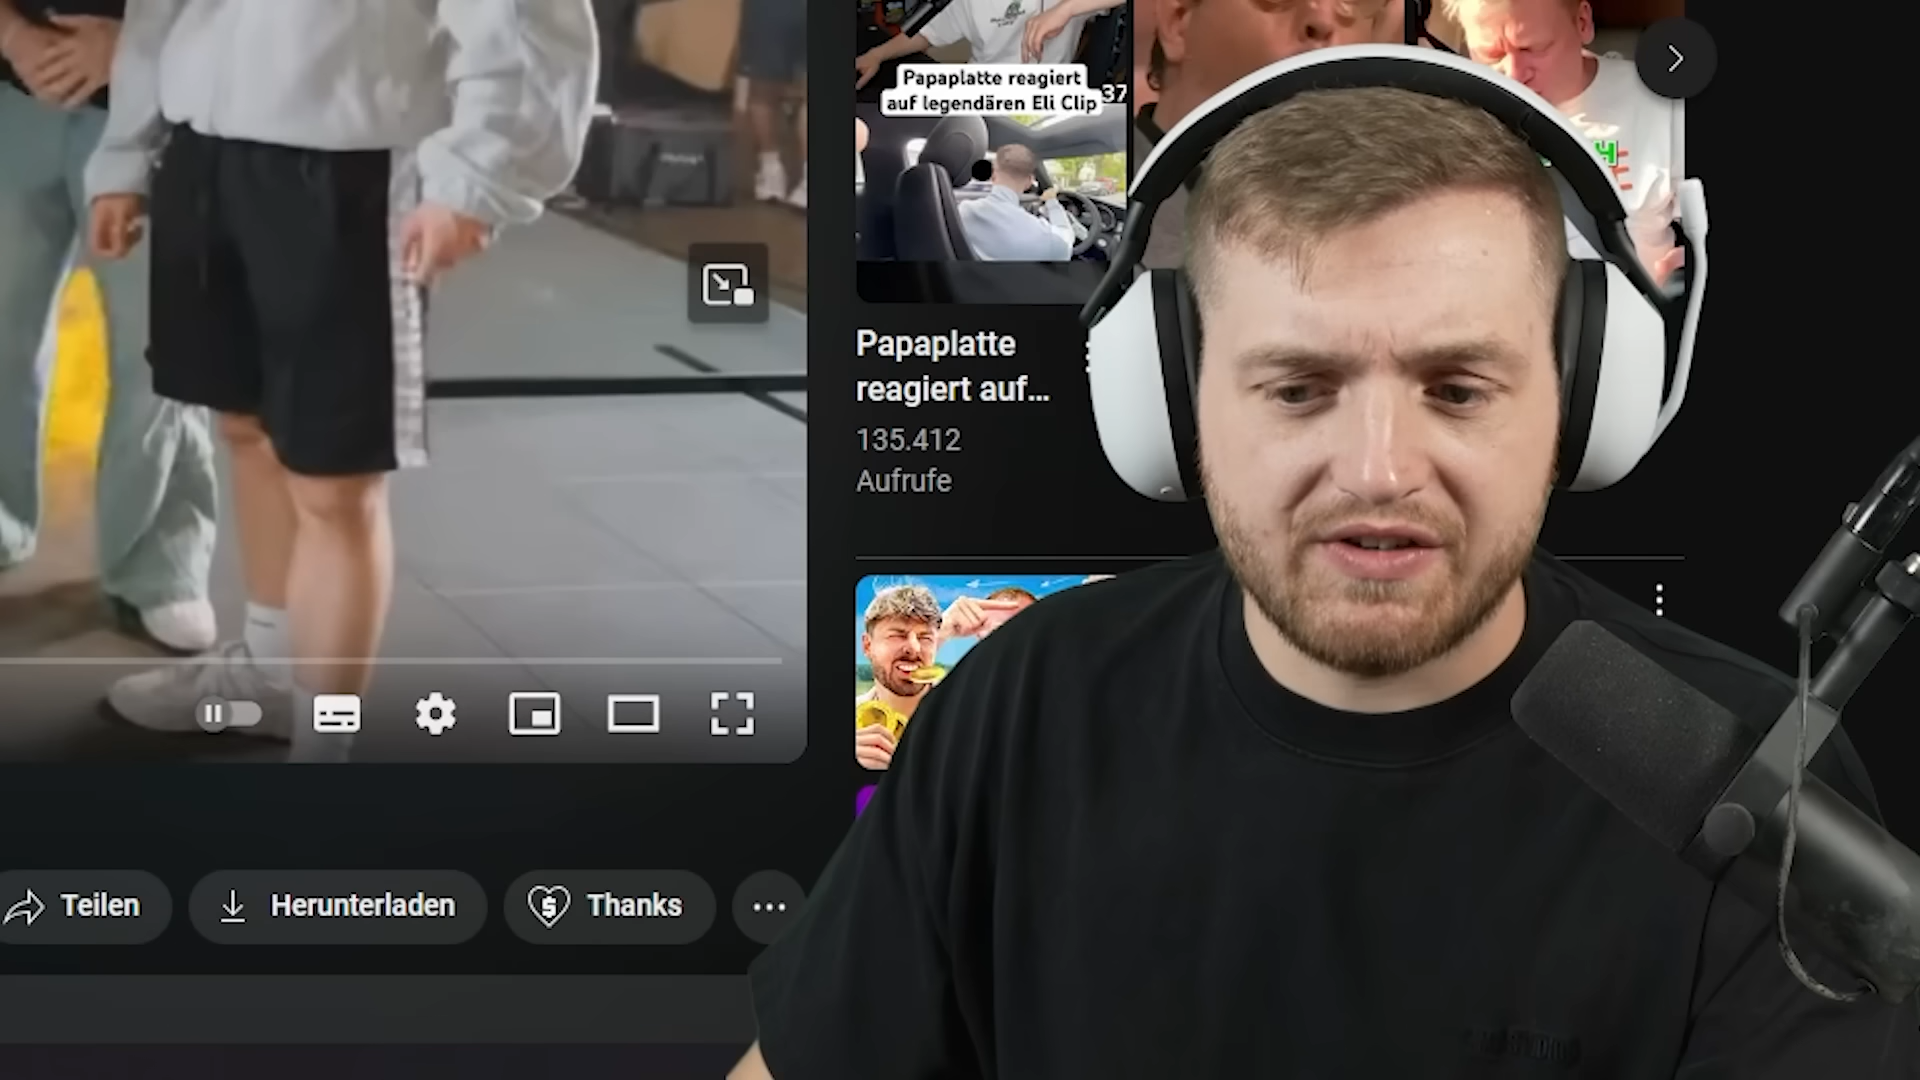 Papaplatte reagiert
auf legendären Eli Clip
37
Papaplatte
reagiert auf...
135.412
Aufrufe
Teilen
Herunterladen
Thanks